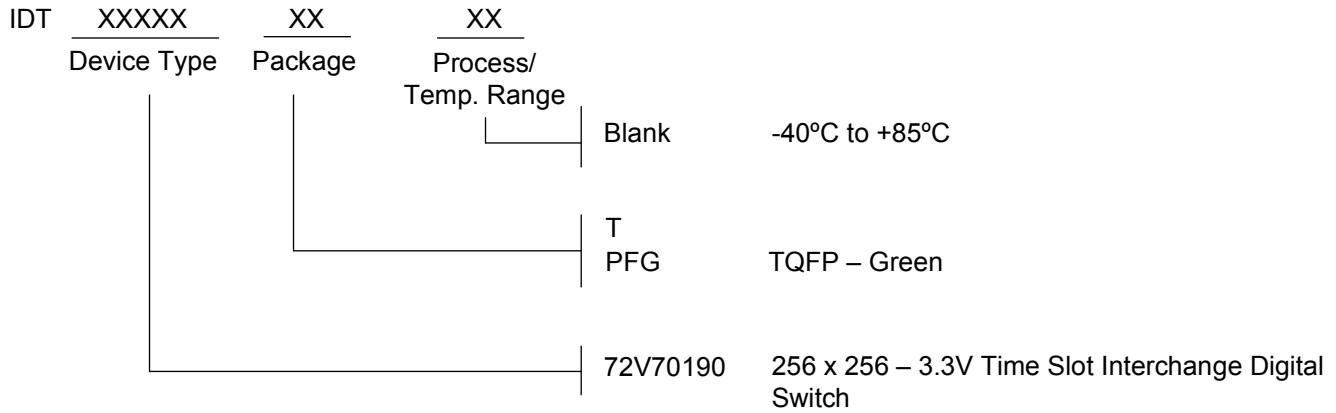 IDT XXXXX XX XX
Device Type Package Process/
Temp. Range
Blank -40ºC to +85ºC
T
PFG TQFP – Green
72V70190 256 x 256 – 3.3V Time Slot Interchange Digital
Switch